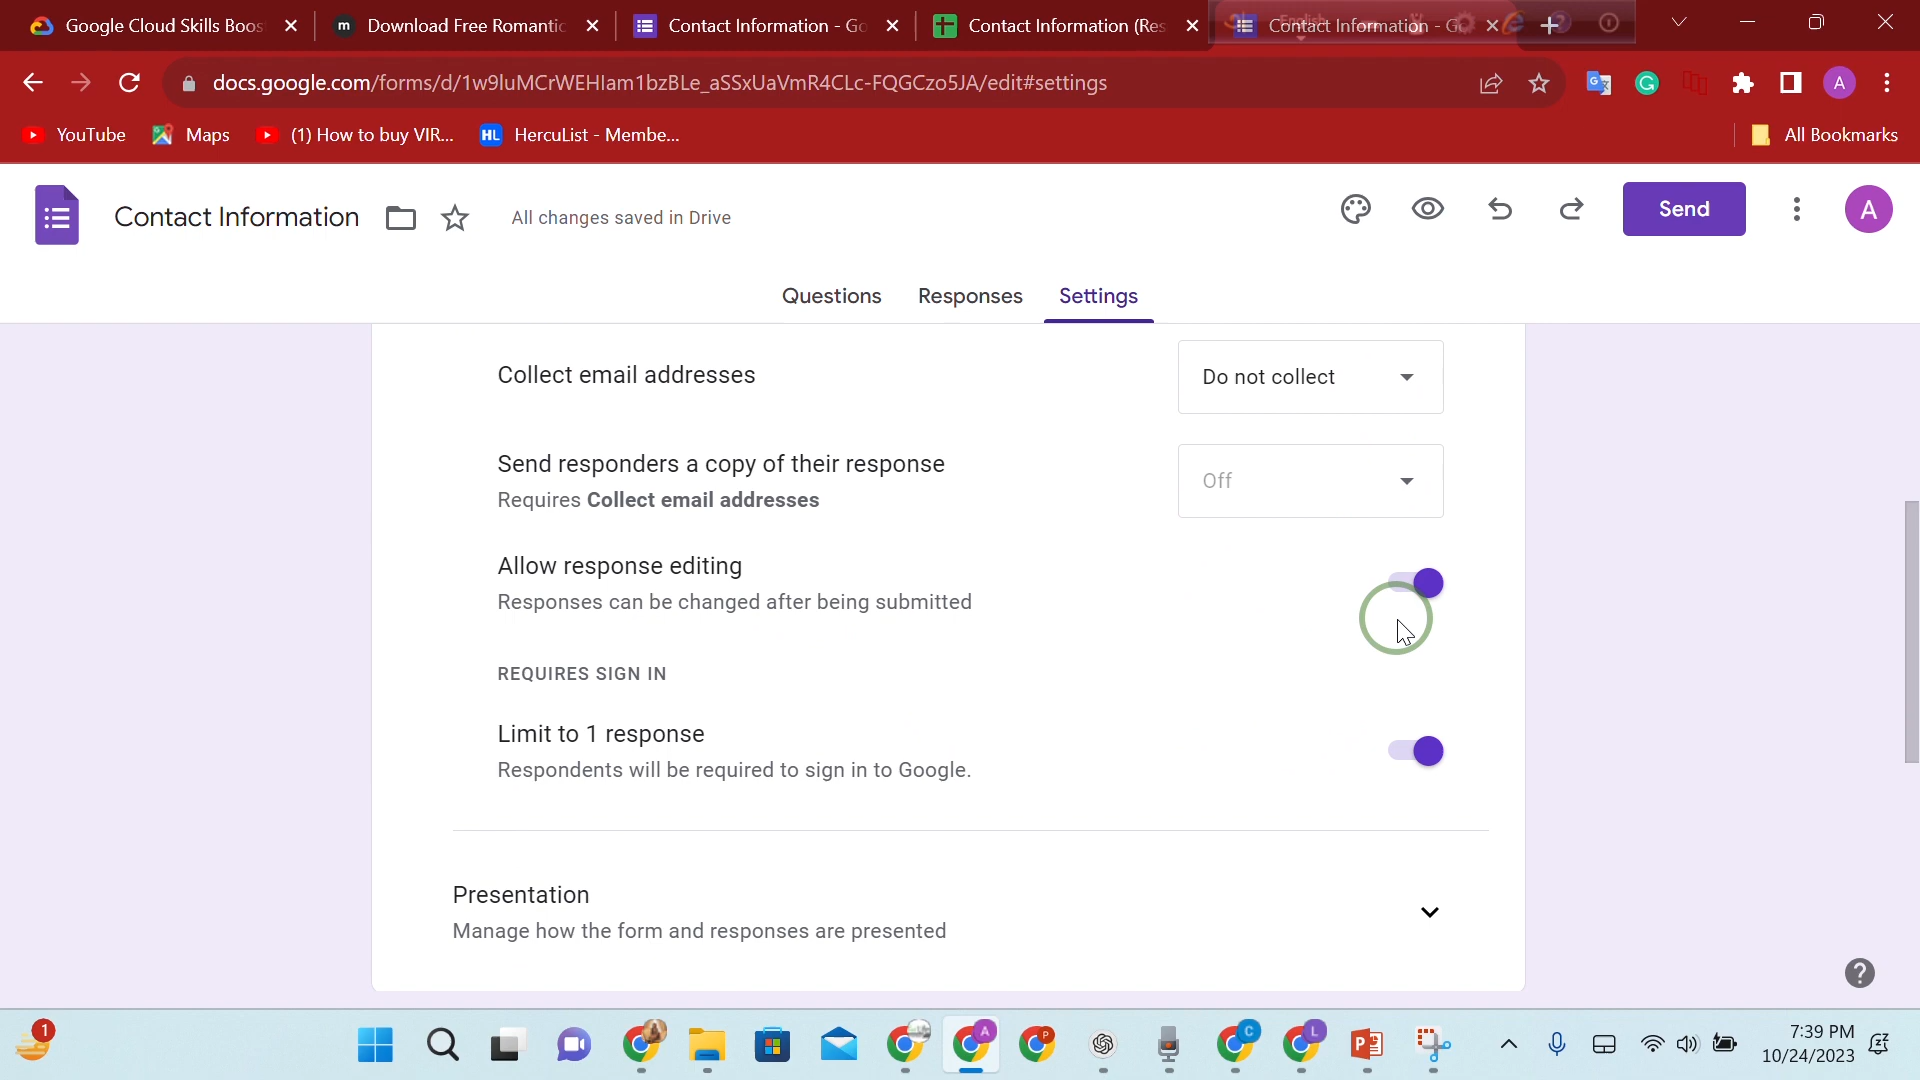 Google Cloud Skills Boos
Download Free Romantic
Contact Information - Go
Contact Information (Res
Contact Information - G
docs.google.com/forms/d/1w9luMCrWEHlam1bzBLe_aSSxUaVmR4CLc-FQGCzo5JA/edit#settings
A
YouTube
Maps
(1) How to buy VIR...
HL
HercuList - Membe...
All Bookmarks
Contact Information
All changes saved in Drive
Send
A
Questions
Responses
Settings
Collect email addresses
Do not collect
Send responders a copy of their response
Off
Requires Collect email addresses
Allow response editing
Responses can be changed after being submitted
REQUIRES SIGN IN
Limit to 1 response
Respondents will be required to sign in to Google.
Presentation
Manage how the form and responses are presented
1
A
P
C
L
7:39 PM
10/24/2023